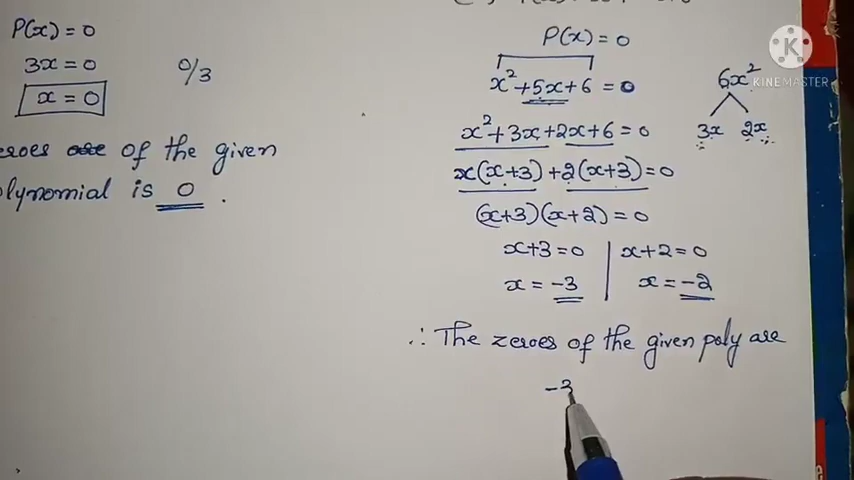 P(x) = 0
3x = 0 0/3
x = 0
eroes are of the given
olynomial is 0 .
P(x) = 0
x² + 5x + 6 = 0
x² + 3x + 2x + 6 = 0
x(x+3) + 2(x+3) = 0
(x+3)(x+2) = 0
x+3 = 0 | x+2 = 0
x = -3 | x = -2
∴ The zeroes of the given poly are
-3
6x²
3x 2x
K KINEMASTER